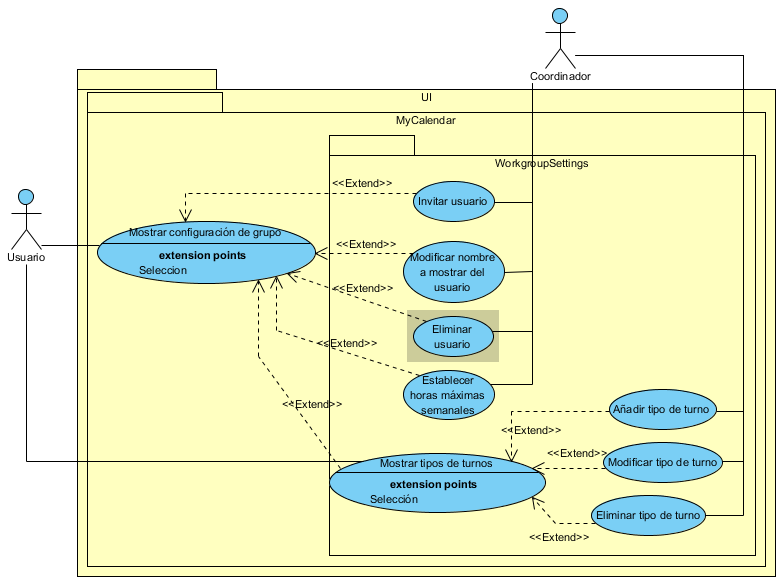 Coordinador
UI
MyCalendar
WorkgroupSettings
<<Extend>>
Invitar usuario
Mostrar configuración de grupo
extension points
Seleccion
Usuario
<<Extend>>
Modificar nombre
a mostrar del
usuario
<<Extend>>
Eliminar
usuario
<<Extend>>
Establecer
horas máximas
semanales
<<Extend>>
Añadir tipo de turno
<<Extend>>
Mostrar tipos de turnos
extension points
Selección
<<Extend>>
Modificar tipo de turno
Eliminar tipo de turno
<<Extend>>